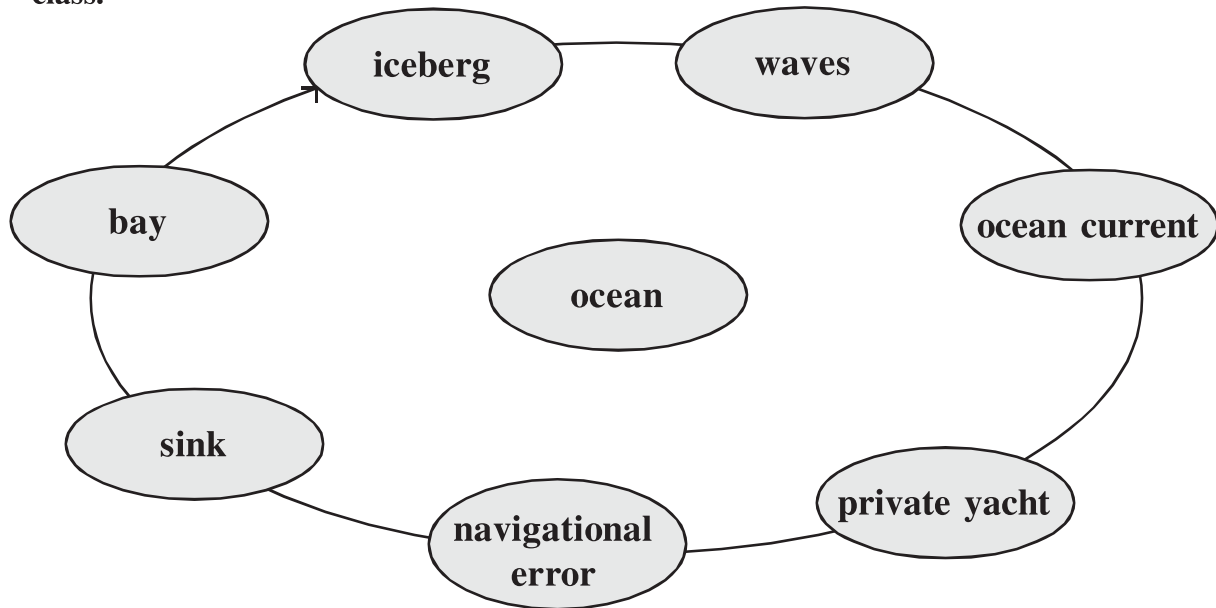 class.
iceberg
waves
bay
ocean current
ocean
sink
private yacht
navigational
error